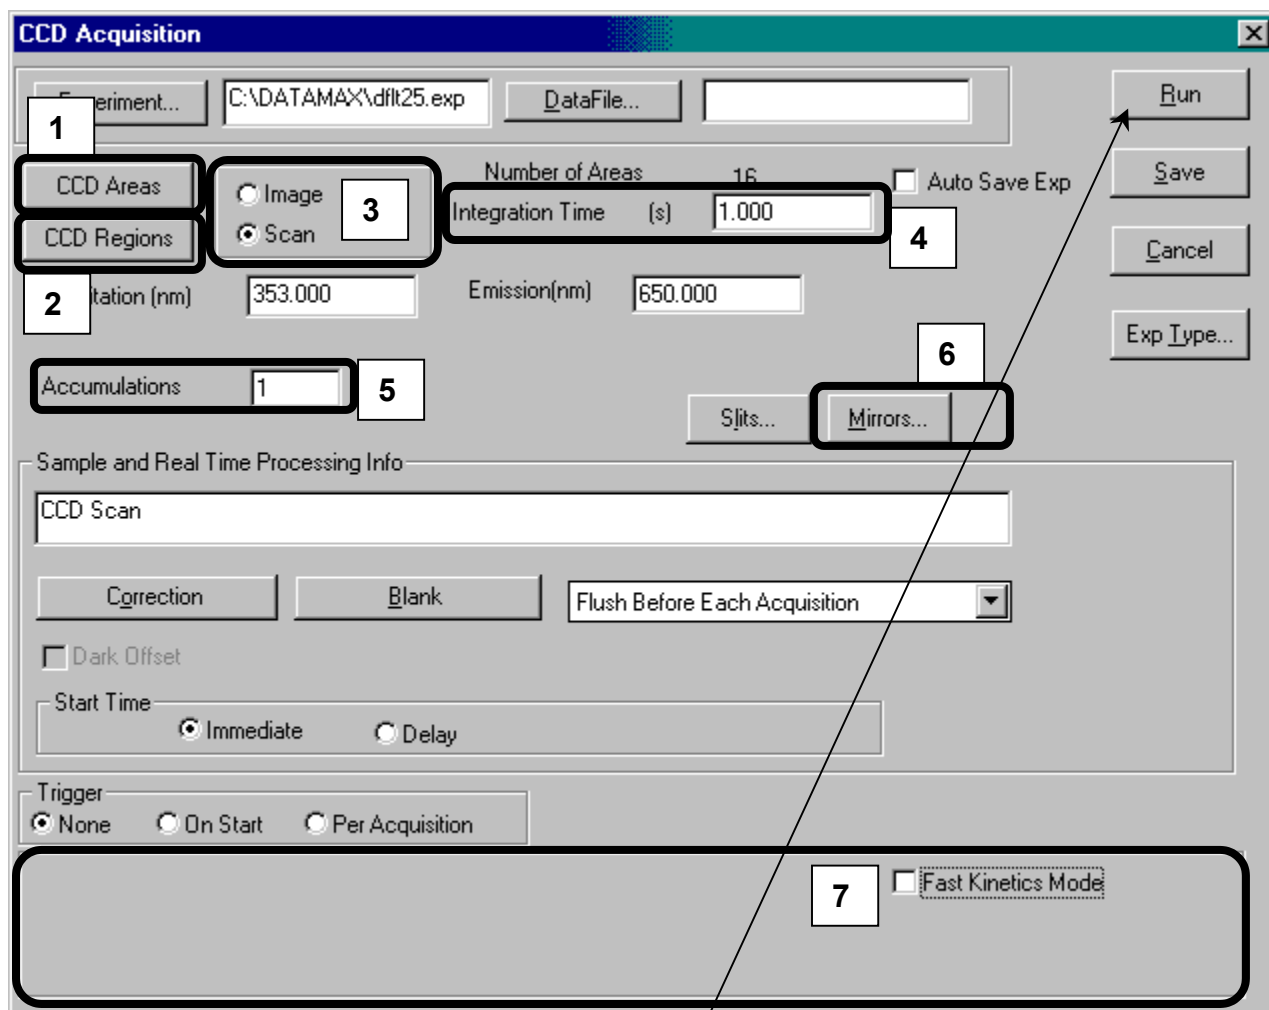 CCD Acquisition
Experiment... C:\DATAMAX\dflt25.exp DataFile... Run
1
CCD Areas Image 3 Number of Areas 16 Auto Save Exp Save
CCD Regions Scan Integration Time (s) 1.000 4
Cancel
2 itation (nm) 353.000 Emission(nm) 650.000
Exp Type...
6
Accumulations 1 5
Slits... Mirrors...
Sample and Real Time Processing Info
CCD Scan
Correction Blank Flush Before Each Acquisition
Dark Offset
Start Time
Immediate Delay
Trigger
None On Start Per Acquisition
7 Fast Kinetics Mode